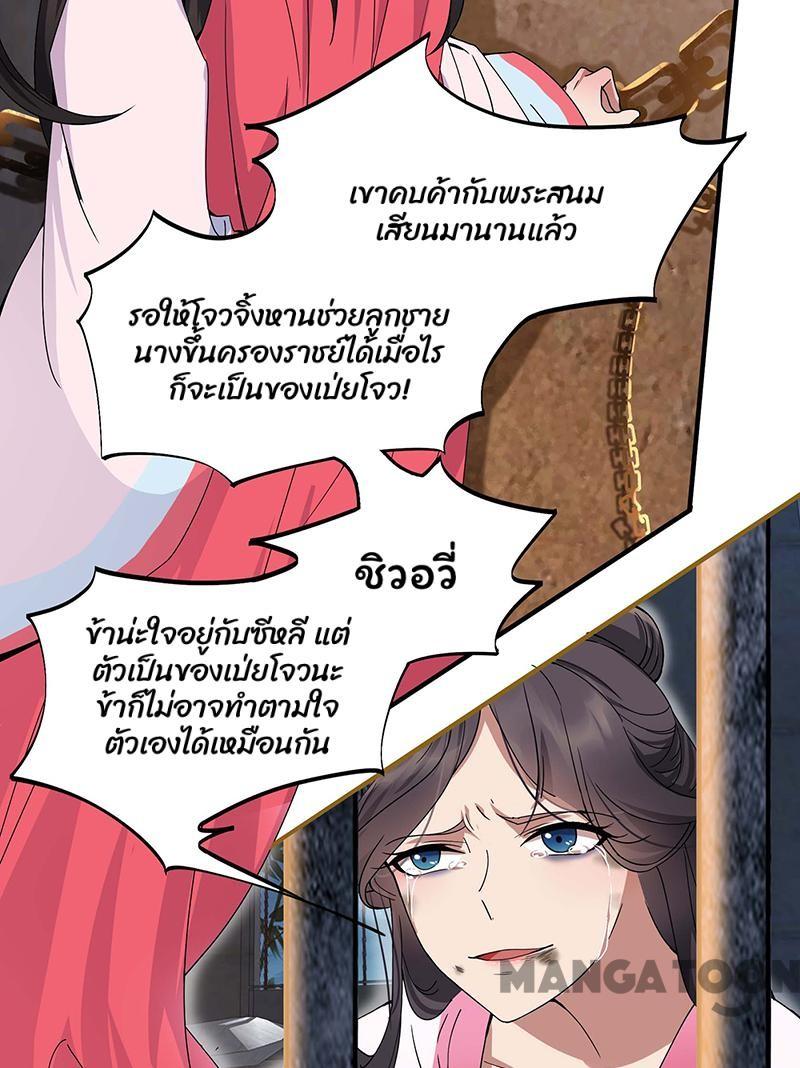 เขาคบค้ากับพระสนม
เสียนมานานแล้ว
รอให้โจวจิ้งหานช่วยลูกชาย
นางขึ้นครองราชย์ได้เมื่อไร
ก็จะเป็นของเป่ยโจว!
ชิวอวี่
ข้าน่ะใจอยู่กับซีหลี แต่
ตัวเป็นของเป่ยโจวนะ
ข้าก็ไม่อาจทำตามใจ
ตัวเองได้เหมือนกัน
MANGATOON